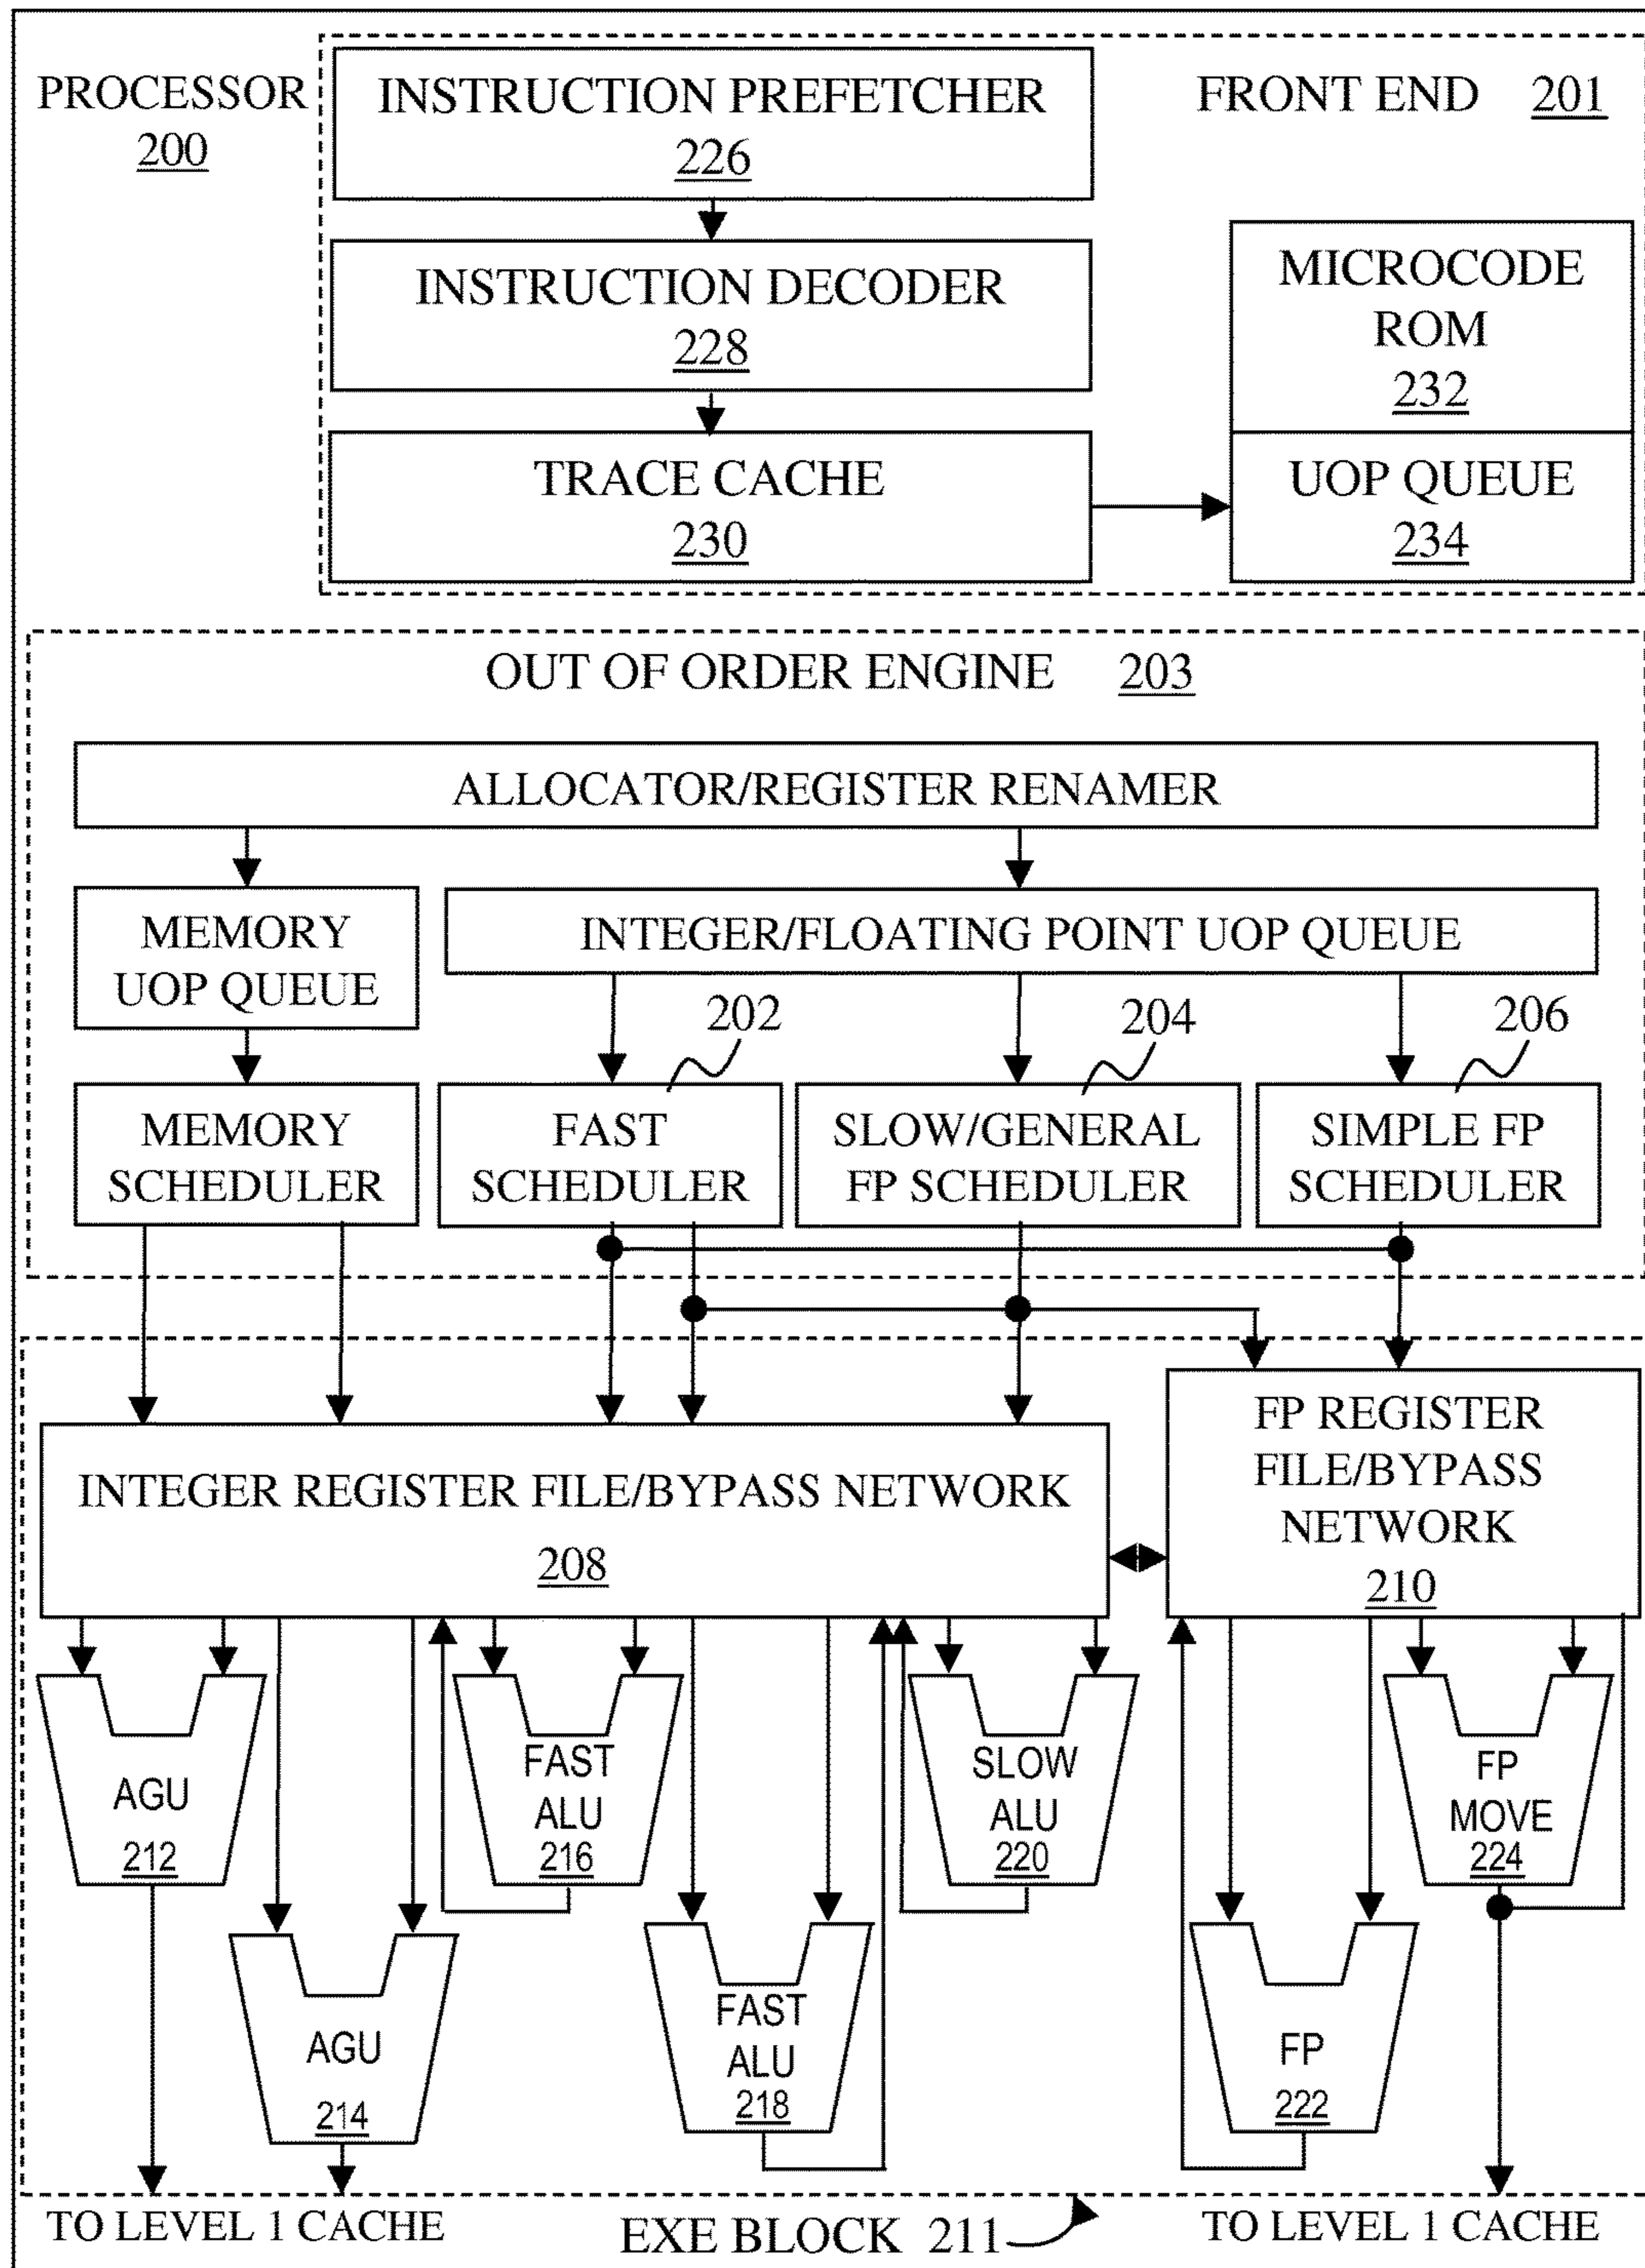 PROCESSOR
200
INSTRUCTION PREFETCHER
226
FRONT END 201
INSTRUCTION DECODER
228
MICROCODE
ROM
232
TRACE CACHE
230
UOP QUEUE
234
OUT OF ORDER ENGINE 203
ALLOCATOR/REGISTER RENAMER
MEMORY
UOP QUEUE
INTEGER/FLOATING POINT UOP QUEUE
202
204
206
MEMORY
SCHEDULER
FAST
SCHEDULER
SLOW/GENERAL
FP SCHEDULER
SIMPLE FP
SCHEDULER
INTEGER REGISTER FILE/BYPASS NETWORK
208
FP REGISTER
FILE/BYPASS
NETWORK
210
AGU
212
FAST
ALU
216
SLOW
ALU
220
FP
MOVE
224
AGU
214
FAST
ALU
218
FP
222
TO LEVEL 1 CACHE
EXE BLOCK 211
TO LEVEL 1 CACHE